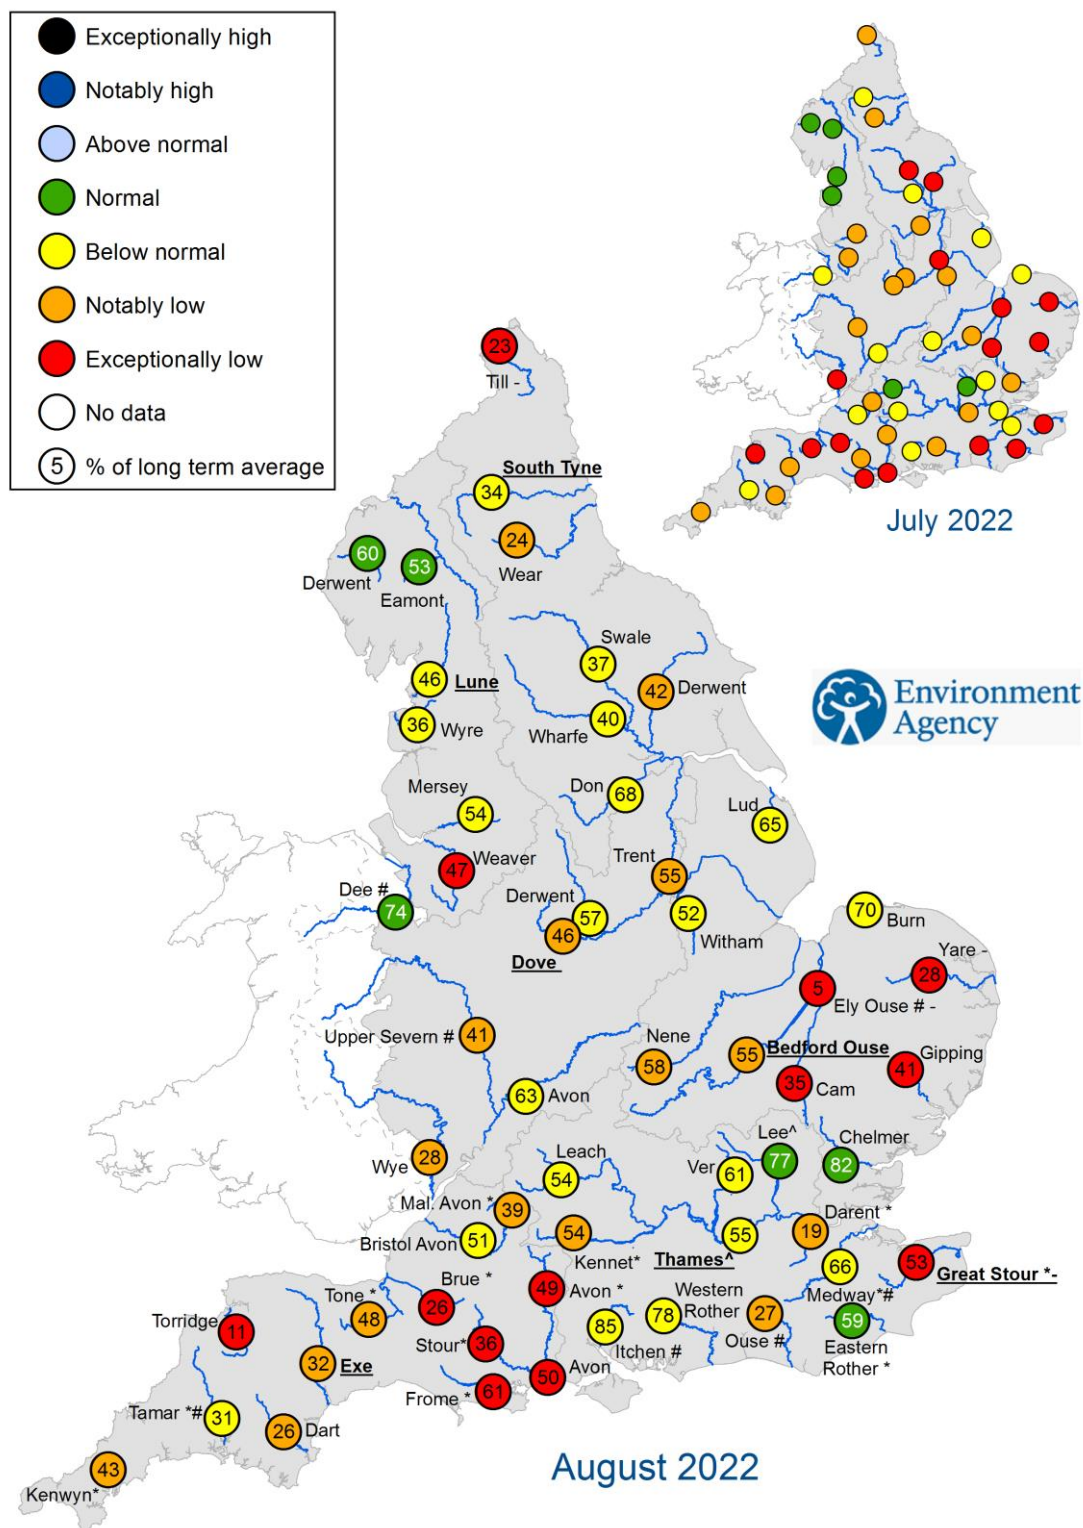 Exceptionally high
Notably high
Above normal
Normal
Below normal
Notably low
Exceptionally low
No data
5 % of long term average
July 2022
23
Till -
South Tyne
34
24
Wear
60
Derwent
53
Eamont
Swale
37
42 Derwent
46 Lune
36 Wyre
40
Wharfe
Environment
Agency
Mersey
54
Don 68
Lud
65
47 Weaver
Trent
55
Dee #
74
Derwent
57
46
Dove
52
Witham
70
Burn
Yare -
28
5
Ely Ouse # -
Upper Severn # 41
Nene
58
55 Bedford Ouse
Gipping
41
35 Cam
63 Avon
Wye 28
Leach
54
Ver 61
Lee^
77
Chelmer
82
Mal. Avon *
39
Bristol Avon 51
54
Kennet*
55
Thames^
Darent *
19
66
Medway*#
53
Great Stour *-
Brue *
26
49
Avon *
Tone *
48
Torridge
11
Stour*
36
85
Itchen #
Western
Rother
78
27
Ouse #
59
Eastern
Rother *
32 Exe
50
Avon
Frome * 61
Tamar *#
31
26 Dart
43
Kenwyn*
August 2022